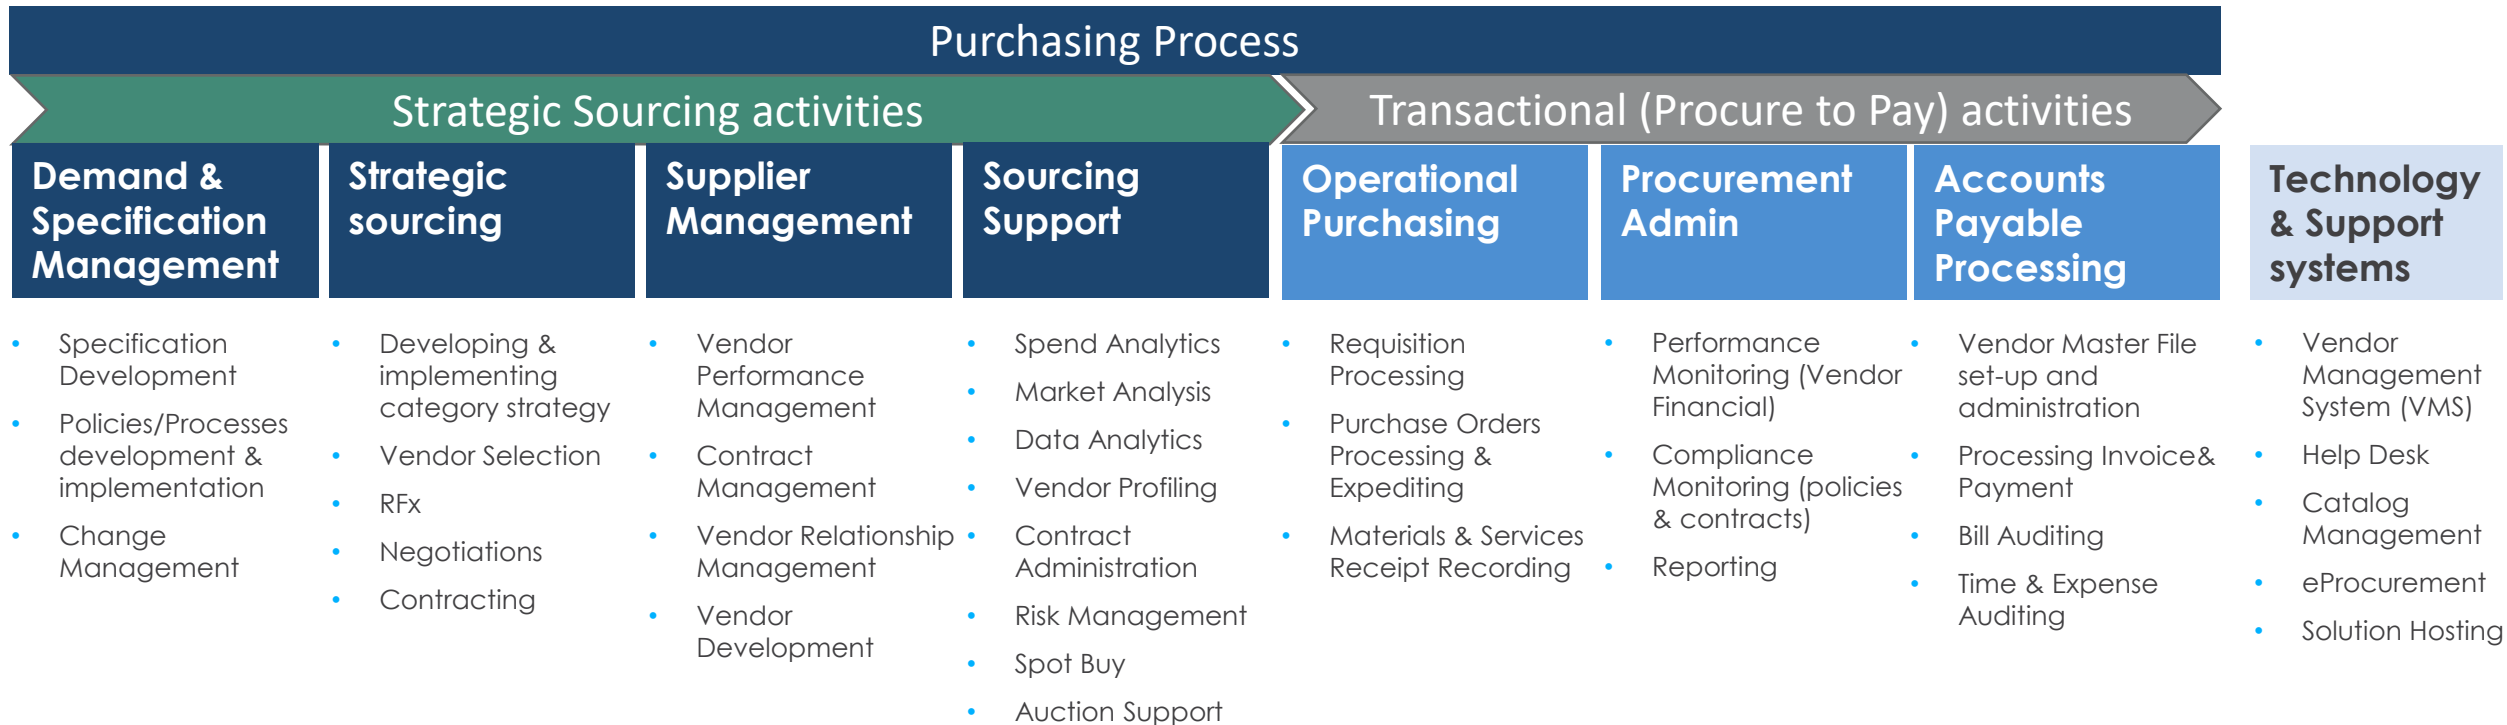 Purchasing Process
Strategic Sourcing activities
Transactional (Procure to Pay) activities
Demand &
Specification
Management
• Specification
Development
• Policies/Processes
development &
implementation
• Change
Management
Strategic
sourcing
• Developing &
implementing
category strategy
• Vendor Selection
• RFx
• Negotiations
• Contracting
Supplier
Management
• Vendor
Performance
Management
• Contract
Management
• Vendor Relationship
Management
• Vendor
Development
Sourcing
Support
• Spend Analytics
• Market Analysis
• Data Analytics
• Vendor Profiling
• Contract
Administration
• Risk Management
• Spot Buy
• Auction Support
Operational
Purchasing
• Requisition
Processing
• Purchase Orders
Processing &
Expediting
• Materials & Services
Receipt Recording
Procurement
Admin
• Performance
Monitoring (Vendor
Financial)
• Compliance
Monitoring (policies
& contracts)
• Reporting
Accounts
Payable
Processing
• Vendor Master File
set-up and
administration
• Processing Invoice&
Payment
• Bill Auditing
• Time & Expense
Auditing
Technology
& Support
systems
• Vendor
Management
System (VMS)
• Help Desk
• Catalog
Management
• eProcurement
• Solution Hosting